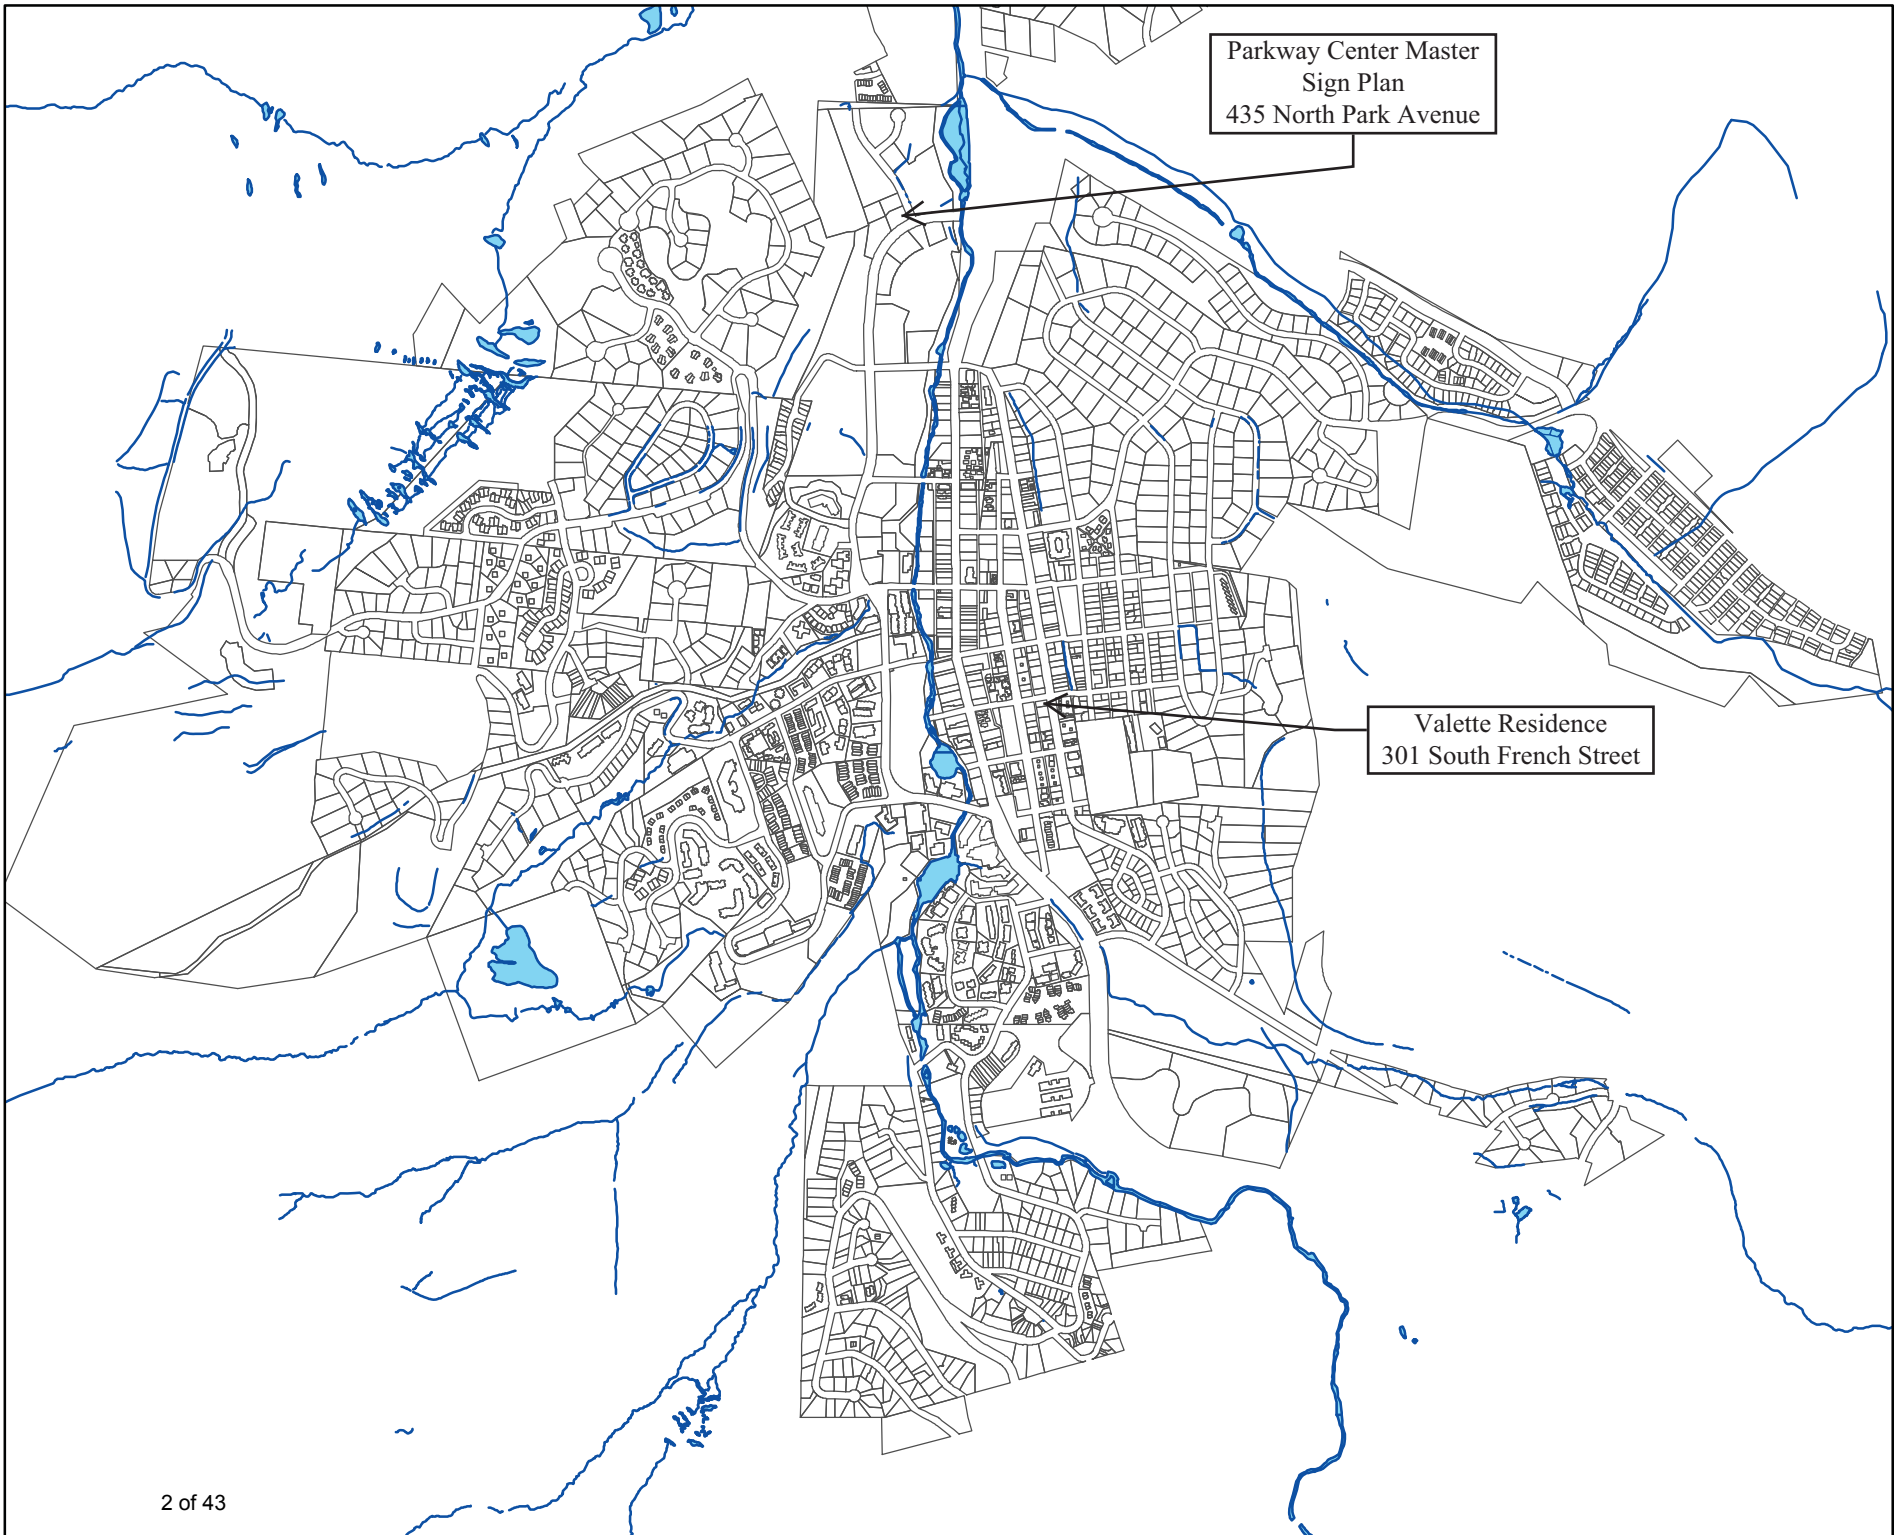 Parkway Center Master
Sign Plan
435 North Park Avenue
Valette Residence
301 South French Street
2 of 43